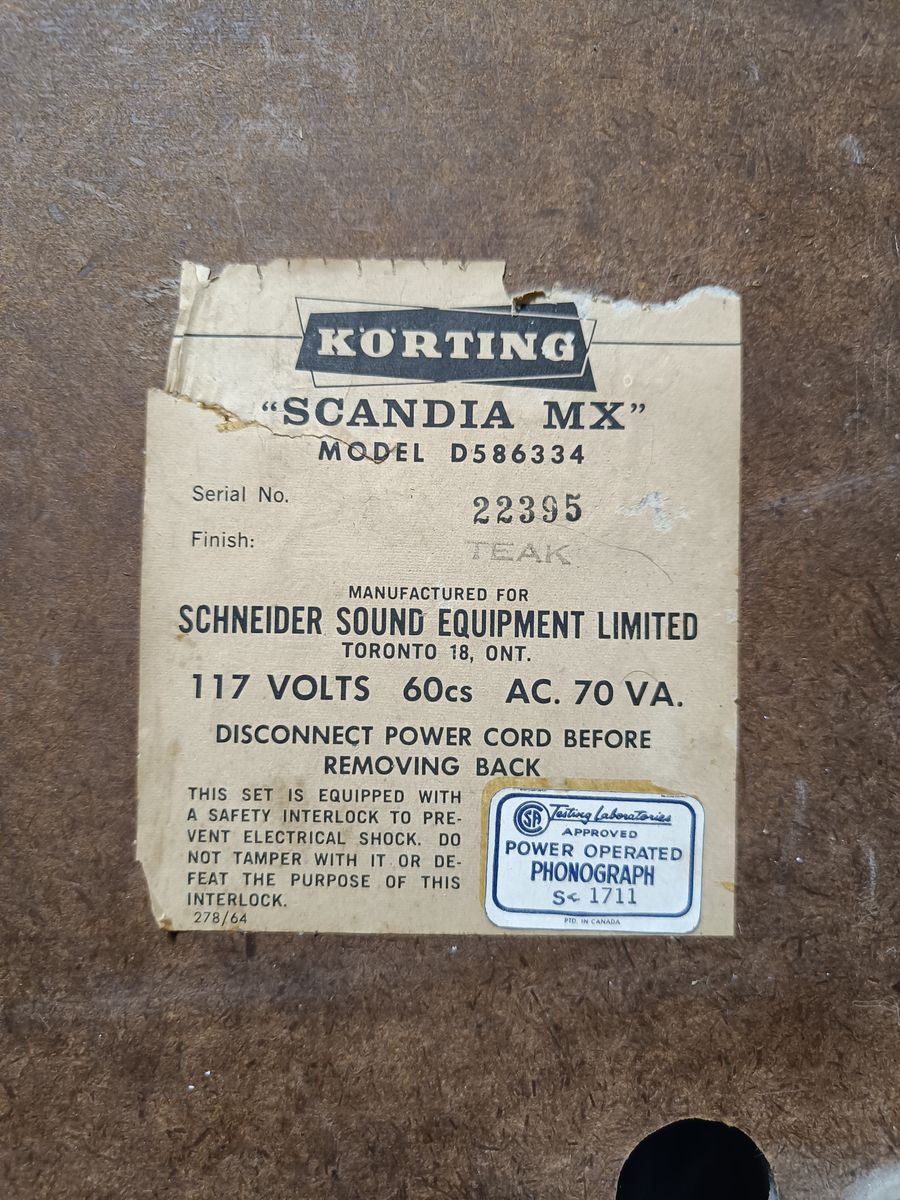 KÖRTING
“SCANDIA MX”
MODEL D586334
Serial No. 22395
Finish: TEAK
MANUFACTURED FOR
SCHNEIDER SOUND EQUIPMENT LIMITED
TORONTO 18, ONT.
117 VOLTS 60cs AC. 70 VA.
DISCONNECT POWER CORD BEFORE
REMOVING BACK
THIS SET IS EQUIPPED WITH
A SAFETY INTERLOCK TO PRE-
VENT ELECTRICAL SHOCK. DO
NOT TAMPER WITH IT OR DE-
FEAT THE PURPOSE OF THIS
INTERLOCK.
278/64
CSA Testing Laboratories
APPROVED
POWER OPERATED
PHONOGRAPH
1711
PTD. IN CANADA